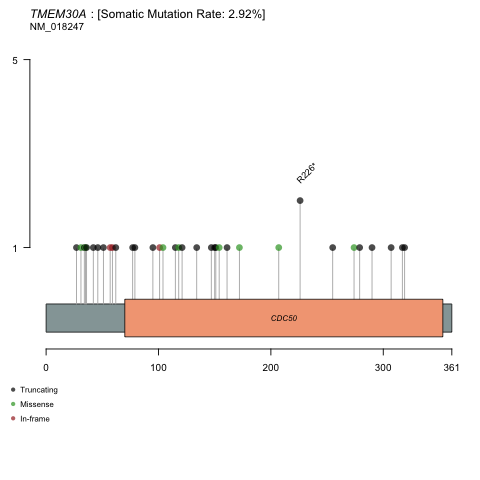 TMEM30A : [Somatic Mutation Rate: 2.92%]
NM_018247
5
R226*
1
CDC50
0 100 200 300 361
Truncating
Missense
In-frame